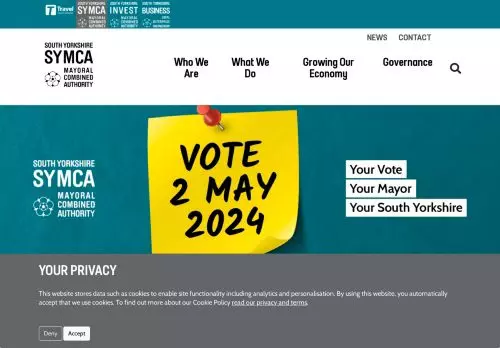 Travel
SOUTH YORKSHIRE
SYMCA
MAYORAL
COMBINED
AUTHORITY
SOUTH YORKSHIRE
INVEST
MAYORAL
COMBINED
AUTHORITY
SOUTH YORKSHIRE
BUSINESS
NEWS CONTACT
SOUTH YORKSHIRE
SYMCA
MAYORAL
COMBINED
AUTHORITY
Who We
Are
What We
Do
Growing Our
Economy
Governance
SOUTH YORKSHIRE
SYMCA
MAYORAL
COMBINED
AUTHORITY
VOTE
2 MAY
2024
Your Vote
Your Mayor
Your South Yorkshire
YOUR PRIVACY
This website stores data such as cookies to enable site functionality including analytics and personalisation. By using this website, you automatically
accept that we use cookies. To find out more about our Cookie Policy read our privacy and terms.
Deny Accept